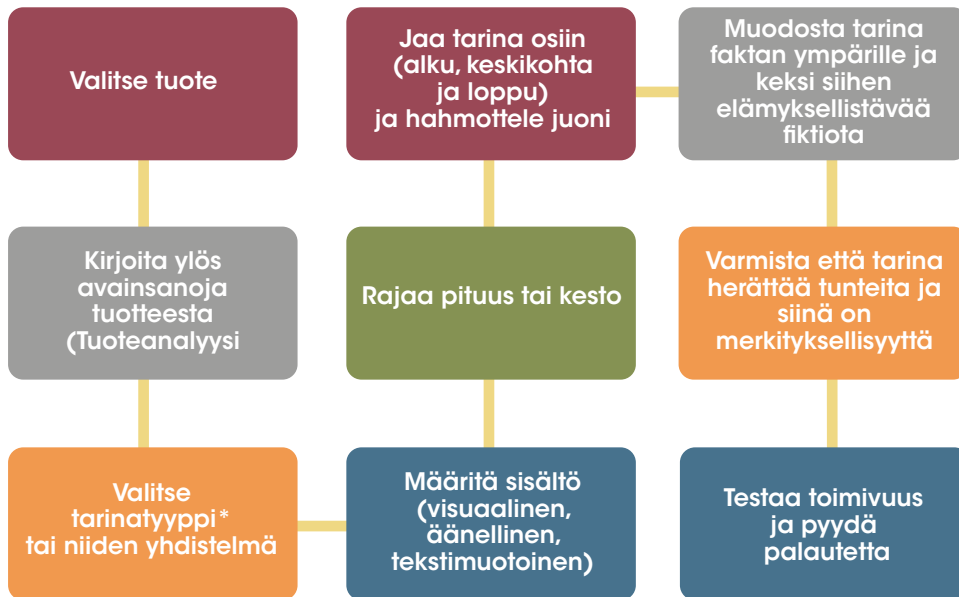 Valitse tuote
Kirjoita ylös
avainsanoja
tuotteesta
(Tuoteanalyysi
Valitse
tarinatyyppi*
tai niiden yhdistelmä
Määritä sisältö
(visuaalinen,
äänellinen,
tekstimuotoinen)
Rajaa pituus tai kesto
Jaa tarina osiin
(alku, keskikohta
ja loppu)
ja hahmottele juoni
Muodosta tarina
faktan ympärille ja
keksi siihen
elämyksellistävää
fiktiota
Varmista että tarina
herättää tunteita ja
siinä on
merkityksellisyyttä
Testaa toimivuus
ja pyydä
palautetta